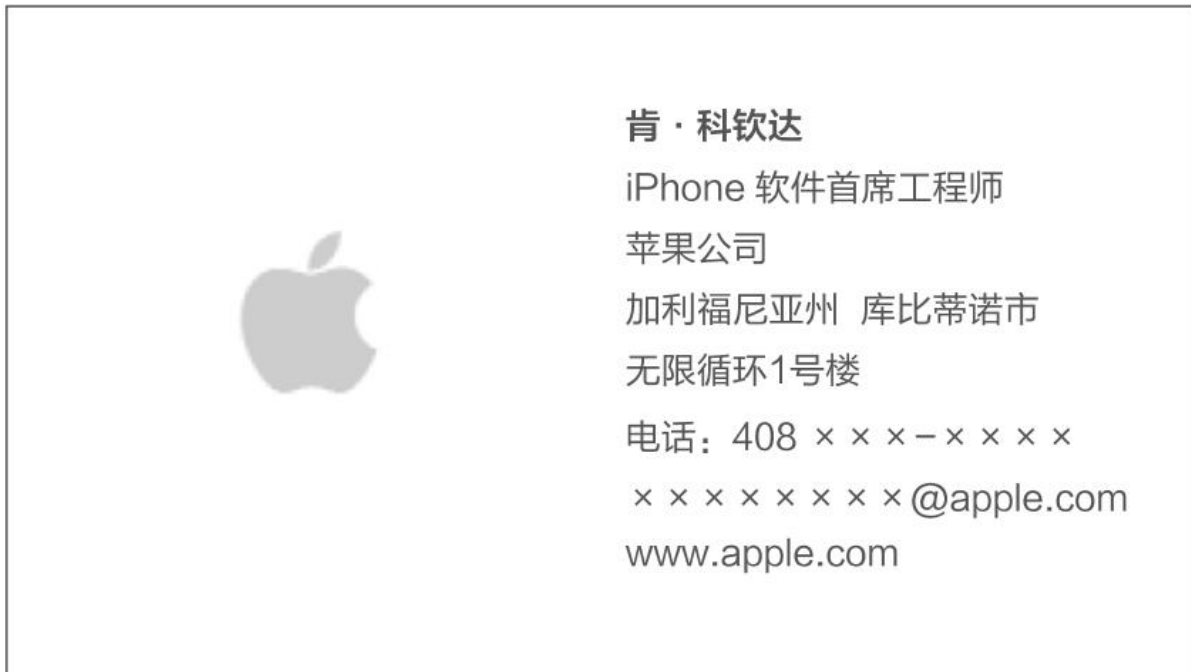 肯·科钦达
iPhone 软件首席工程师
苹果公司
加利福尼亚州 库比蒂诺市
无限循环1号楼
电话：408 ×××-××××
××××××××@apple.com
www.apple.com